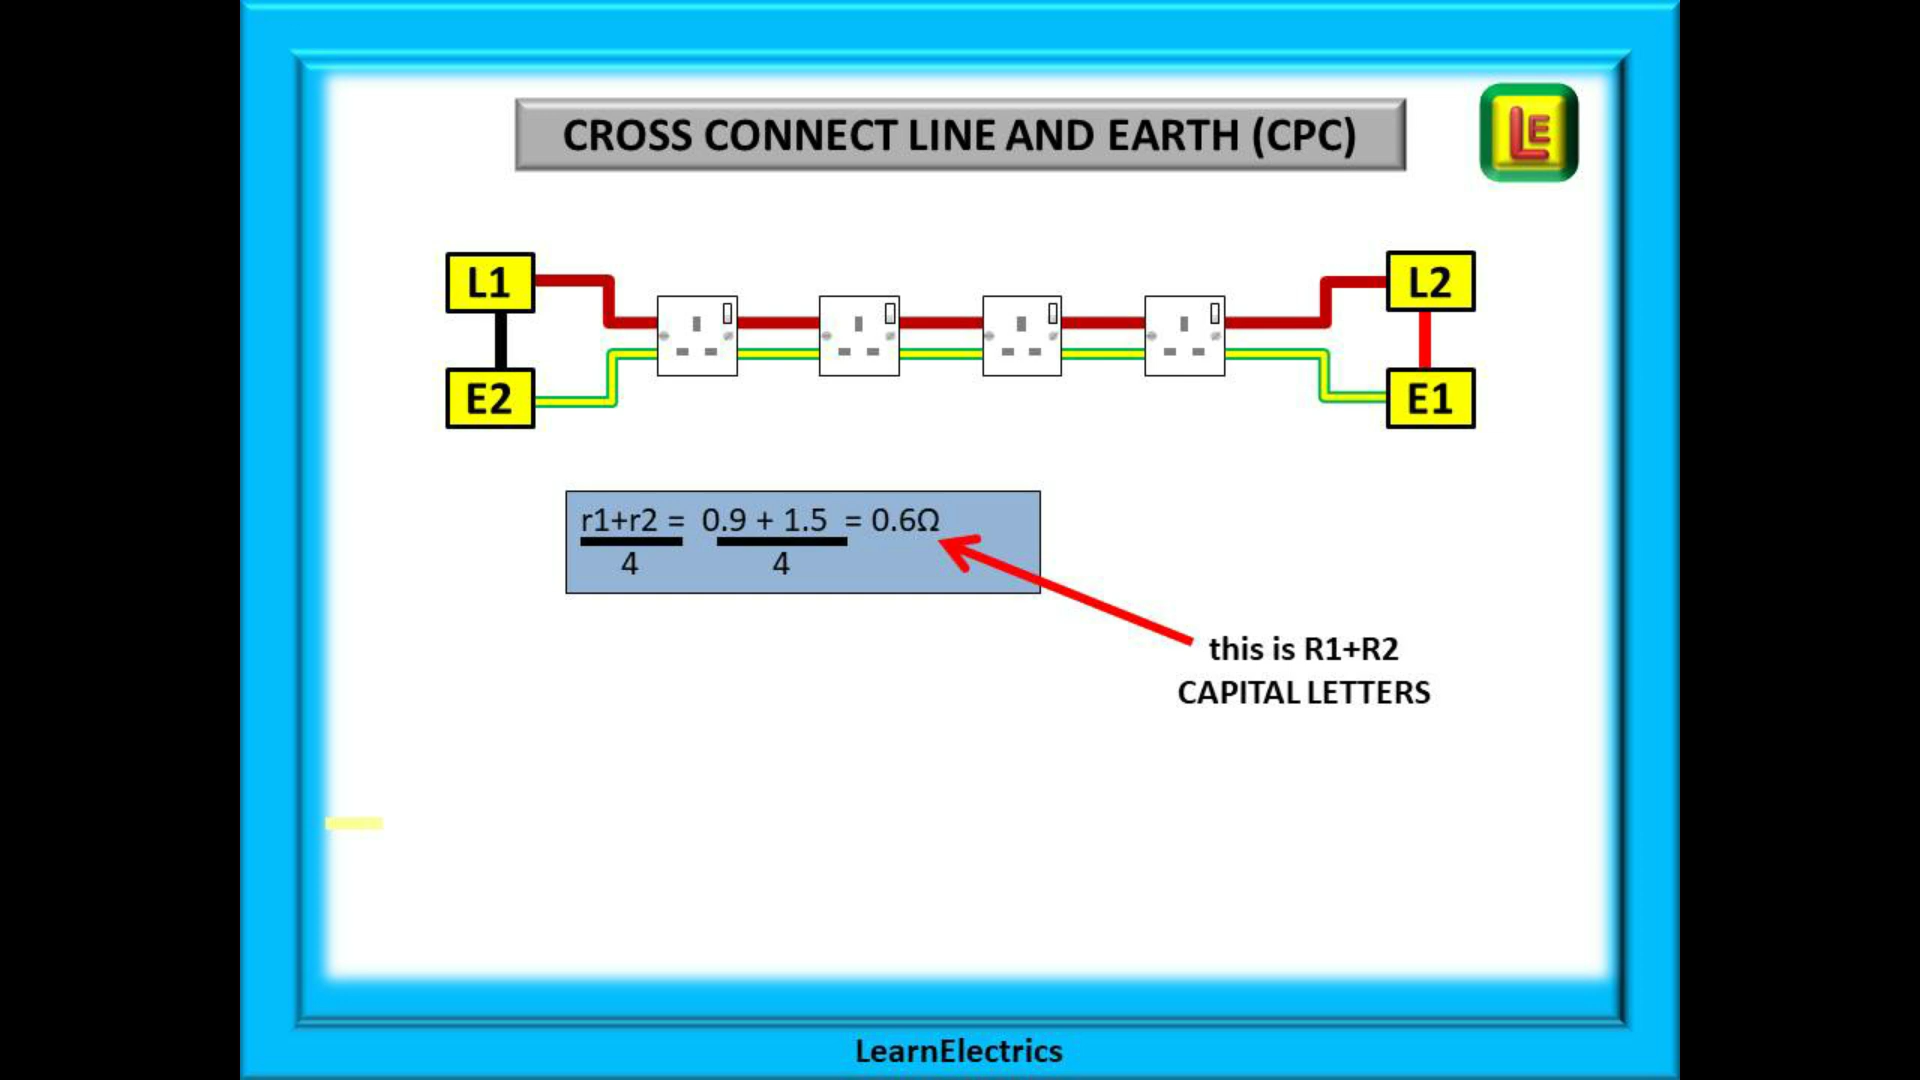 CROSS CONNECT LINE AND EARTH (CPC)
LE
L1
L2
E2
E1
r1+r2 = 0.9 + 1.5 = 0.6Ω
4 4
this is R1+R2
CAPITAL LETTERS
LearnElectrics